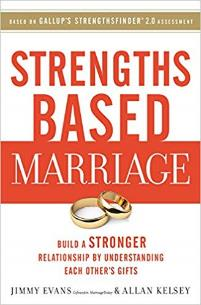 BASED ON GALLUP'S STRENGTHSFINDER® 2.0 ASSESSMENT
STRENGTHS
BASED
MARRIAGE
BUILD A STRONGER
RELATIONSHIP BY UNDERSTANDING
EACH OTHER'S GIFTS
JIMMY EVANS & ALLAN KELSEY